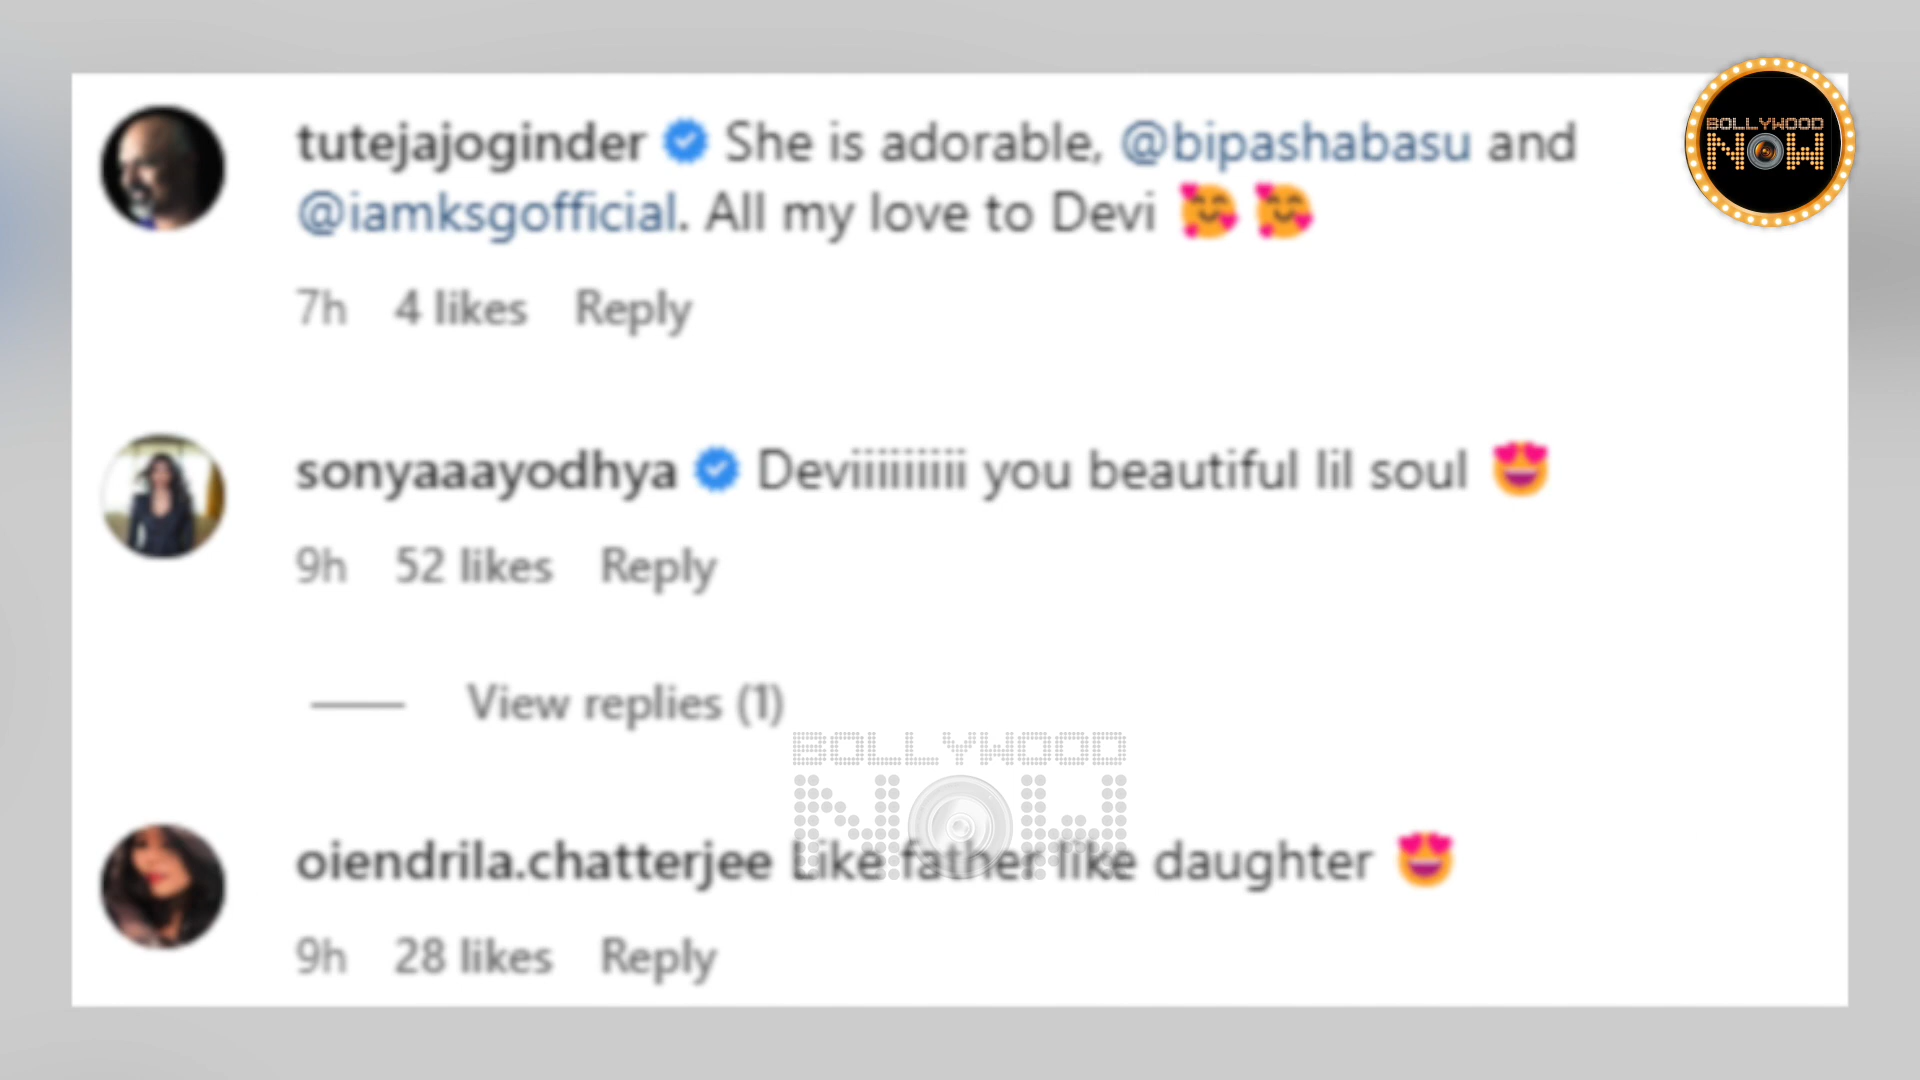 BOLLYWOOD
NOW
tutejajoginder She is adorable, @bipashabasu and
@iamksgofficial. All my love to Devi 🥰 🥰
7h 4 likes Reply
sonyaaayodhya Deviiiiiiiiii you beautiful lil soul 😍
9h 52 likes Reply
View replies (1)
BOLLYWOOD
NOW
oiendrila.chatterjee Like father like daughter 😍
9h 28 likes Reply